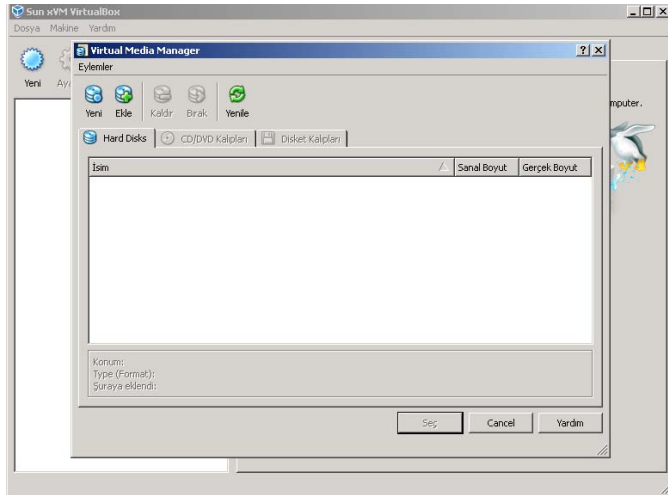 Sun xVM VirtualBox
Dosya Makine Yardım
Virtual Media Manager
Eylemler
Yeni
Yeni Ekle Kaldır Bırak Yenile
mputer.
Hard Disks CD/DVD Kalıpları Disket Kalıpları
İsim Sanal Boyut Gerçek Boyut
Konum:
Type (Format):
Şuraya eklendi:
Seç Cancel Yardım